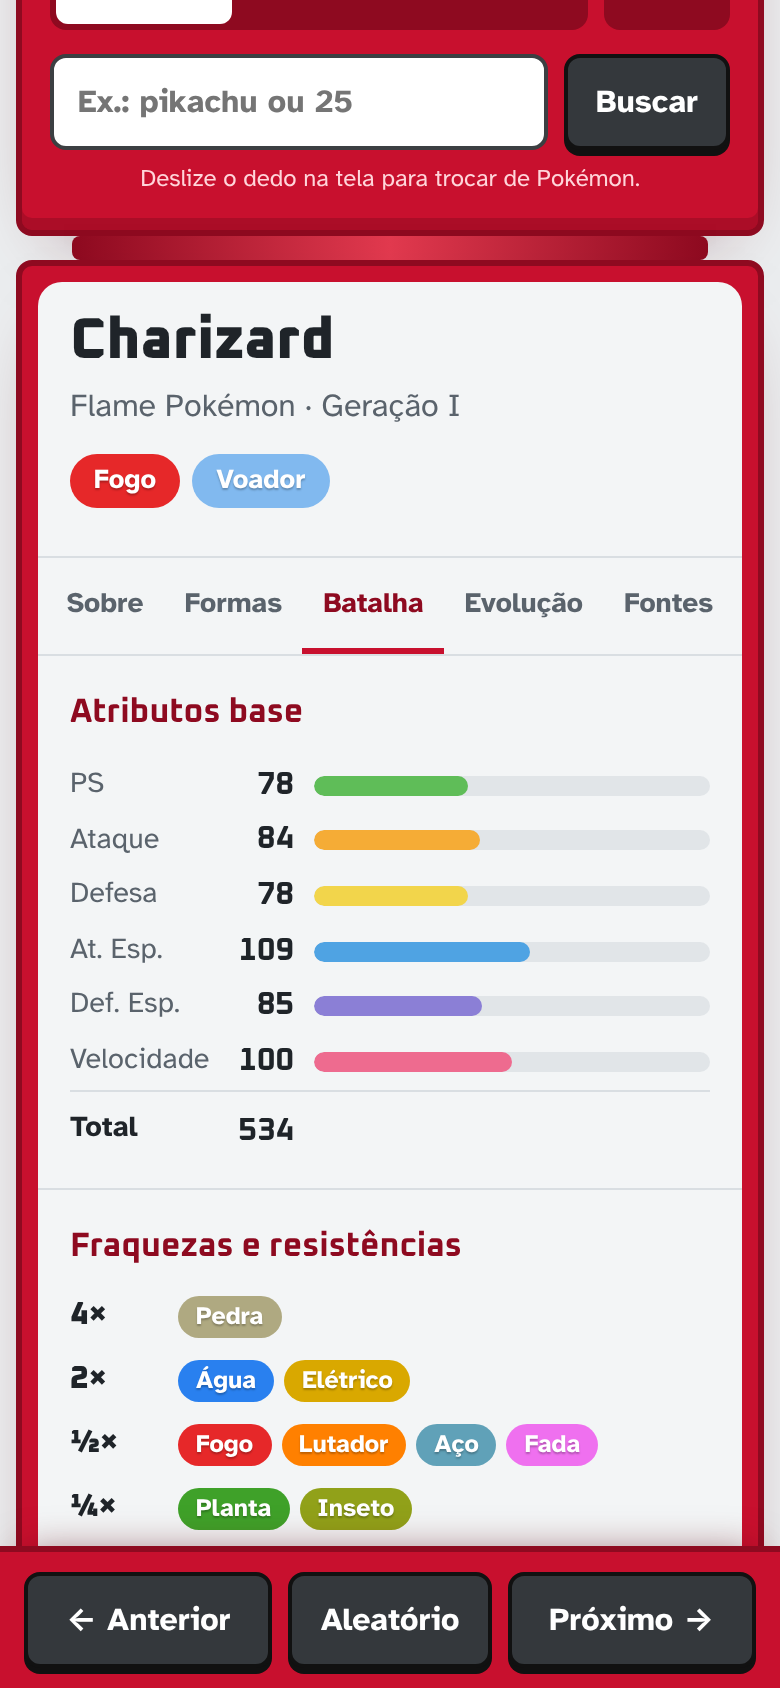 Ex.: pikachu ou 25
Buscar
Deslize o dedo na tela para trocar de Pokémon.
Charizard
Flame Pokémon · Geração I
Fogo Voador
Sobre Formas Batalha Evolução Fontes
Atributos base
PS 78
Ataque 84
Defesa 78
At. Esp. 109
Def. Esp. 85
Velocidade 100
Total 534
Fraquezas e resistências
4× Pedra
2× Água Elétrico
½× Fogo Lutador Aço Fada
¼× Planta Inseto
← Anterior Aleatório Próximo →